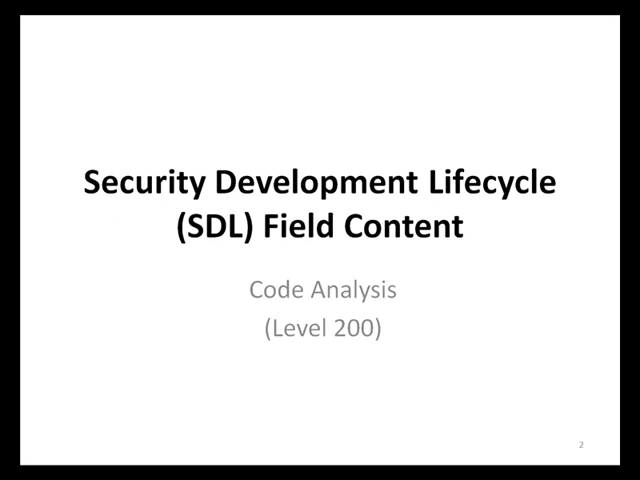 Security Development Lifecycle
(SDL) Field Content
Code Analysis
(Level 200)
2